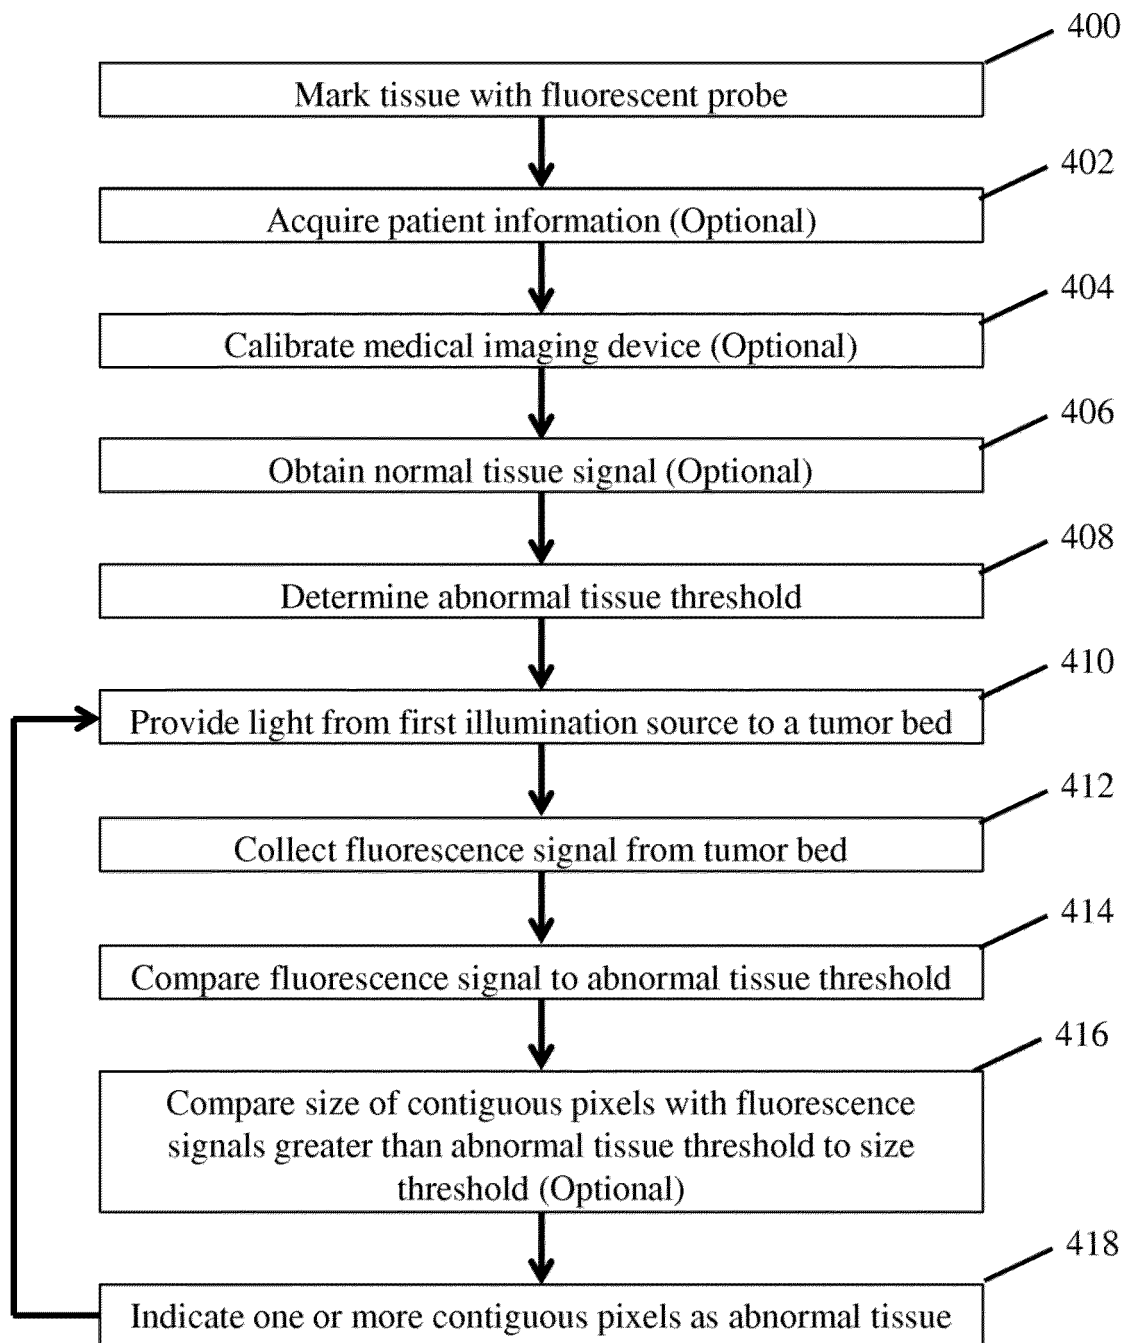 400
Mark tissue with fluorescent probe
402
Acquire patient information (Optional)
404
Calibrate medical imaging device (Optional)
406
Obtain normal tissue signal (Optional)
408
Determine abnormal tissue threshold
410
Provide light from first illumination source to a tumor bed
412
Collect fluorescence signal from tumor bed
414
Compare fluorescence signal to abnormal tissue threshold
416
Compare size of contiguous pixels with fluorescence
signals greater than abnormal tissue threshold to size
threshold (Optional)
418
Indicate one or more contiguous pixels as abnormal tissue